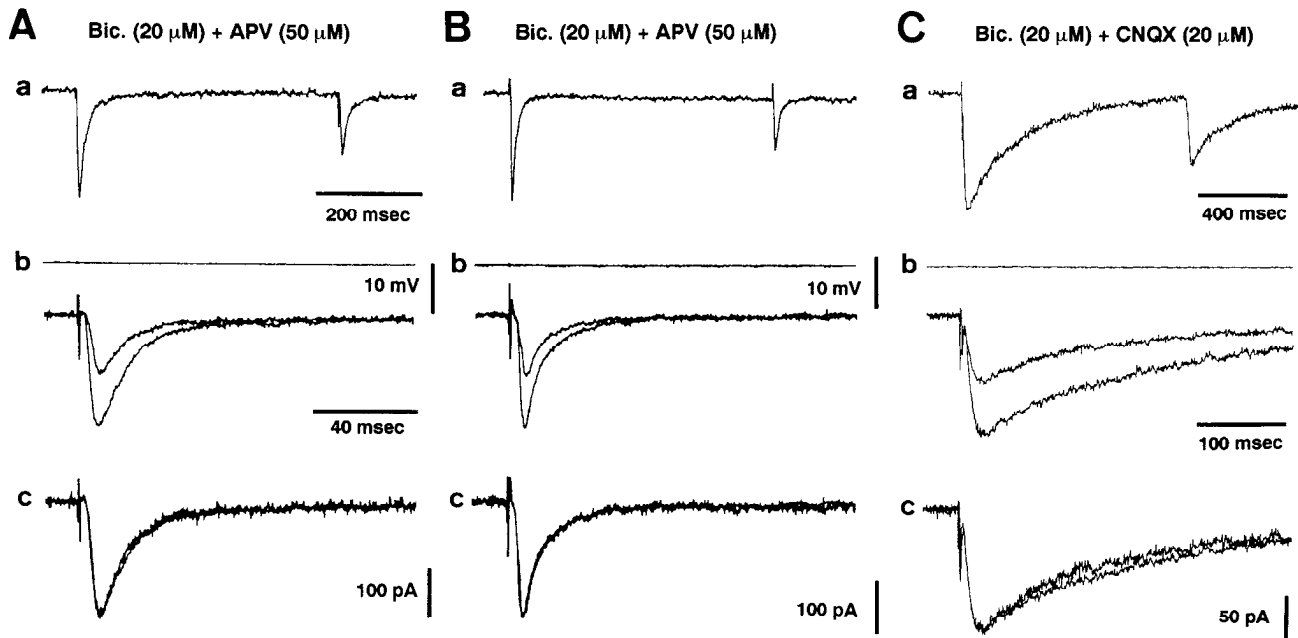 A Bic. (20 μM) + APV (50 μM)
a
200 msec
b
10 mV
40 msec
c
100 pA
B Bic. (20 μM) + APV (50 μM)
a
b
10 mV
c
100 pA
C Bic. (20 μM) + CNQX (20 μM)
a
400 msec
b
100 msec
c
50 pA